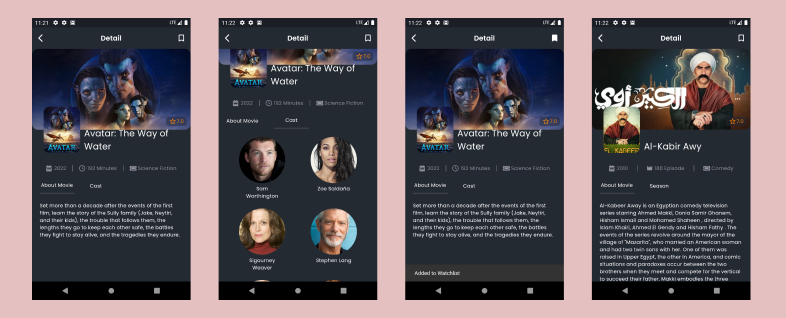 11:21
LTE
Detail
7.0
AVATAR
Avatar: The Way of
Water
2022
192 Minutes
Science Fiction
About Movie
Cast
Set more than a decade after the events of the first
film, learn the story of the Sully family (Jake, Neytiri,
and their kids), the trouble that follows them, the
lengths they go to keep each other safe, the battles
they fight to stay alive, and the tragedies they endure.
11:22
LTE
Detail
7.0
AVATAR
Avatar: The Way of
Water
2022
192 Minutes
Science Fiction
About Movie
Cast
Sam
Worthington
Zoe Saldaña
Sigourney
Weaver
Stephen Lang
11:22
LTE
Detail
7.0
AVATAR
Avatar: The Way of
Water
2022
192 Minutes
Science Fiction
About Movie
Cast
Set more than a decade after the events of the first
film, learn the story of the Sully family (Jake, Neytiri,
and their kids), the trouble that follows them, the
lengths they go to keep each other safe, the battles
they fight to stay alive, and the tragedies they endure.
Added to Watchlist
11:22
LTE
Detail
الكبير أوي
7.0
Al-Kabir Awy
Episode
Comedy
About Movie
Season
Al-Kabeer Awy is an Egyption comedy television
series starring Ahmed Mekki, Donia Samir Ghanem,
Hisham Ismail and Mohamed Shaheen , directed by
Islam Khairi, Ahmed El Gendy and Hisham Fathy . The
events of the series revolve around the mayor of the
village of "Mazarita", who married an American woman
and had two twin sons with her. One of them was
raised in Upper Egypt, the other in America, and comic
situations and paradoxes occur between the two
brothers when they meet and compete for the vertical
to succeed their father. Makki embodies the three